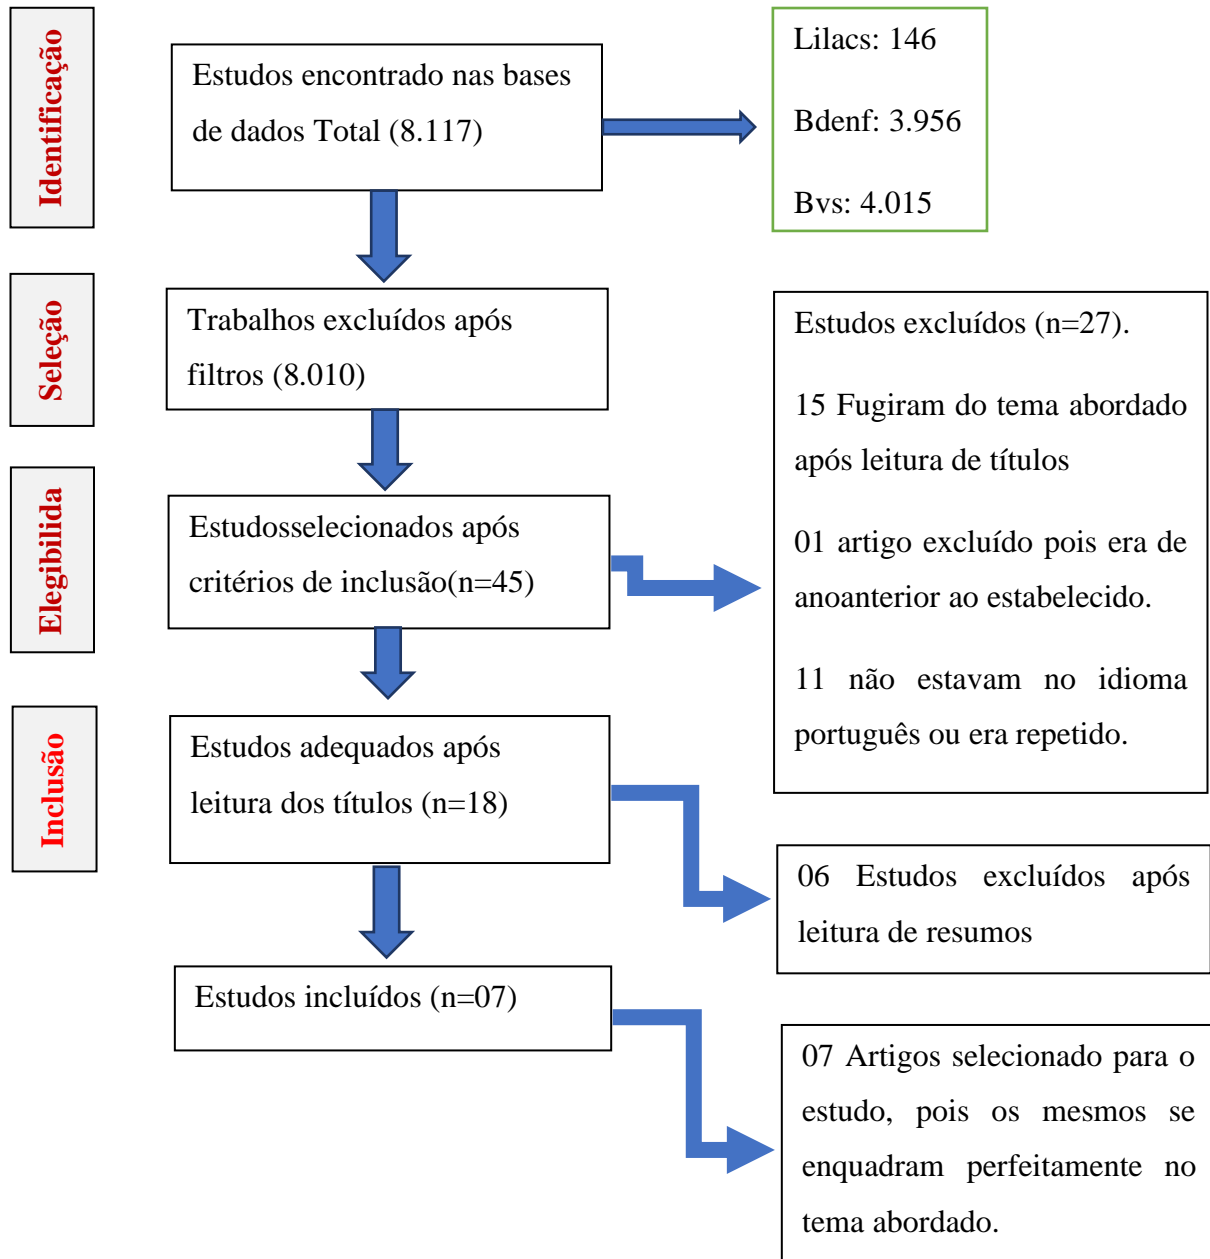 Identificação
Estudos encontrado nas bases
de dados Total (8.117)
Lilacs: 146
Bdenf: 3.956
Bvs: 4.015
Seleção
Trabalhos excluídos após
filtros (8.010)
Estudos excluídos (n=27).
15 Fugiram do tema abordado
após leitura de títulos
01 artigo excluído pois era de
anoanterior ao estabelecido.
11 não estavam no idioma
português ou era repetido.
Elegibilida
Estudosselecionados após
critérios de inclusão(n=45)
Inclusão
Estudos adequados após
leitura dos títulos (n=18)
06 Estudos excluídos após
leitura de resumos
Estudos incluídos (n=07)
07 Artigos selecionado para o
estudo, pois os mesmos se
enquadram perfeitamente no
tema abordado.